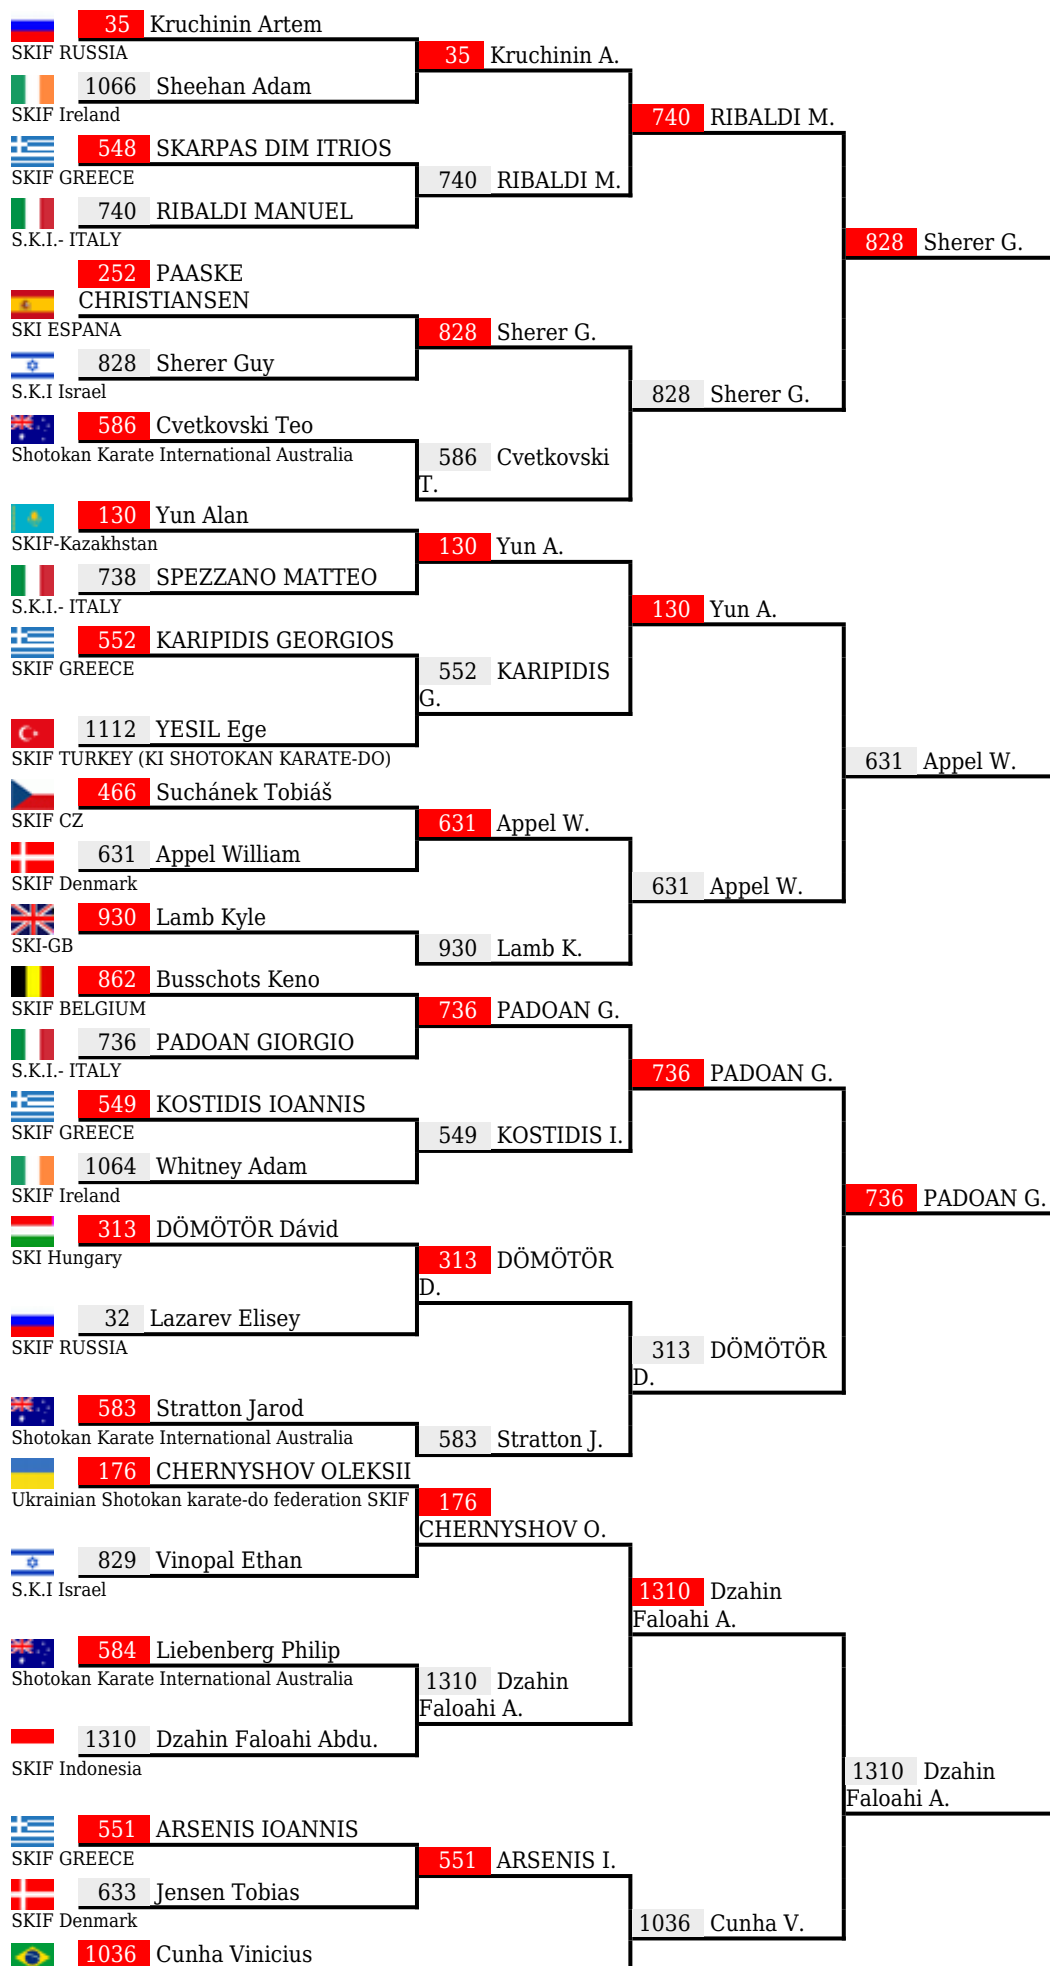 35 Kruchinin Artem
SKIF RUSSIA
35 Kruchinin A.
1066 Sheehan Adam
SKIF Ireland
740 RIBALDI M.
548 SKARPAS DIM ITRIOS
SKIF GREECE
740 RIBALDI M.
740 RIBALDI MANUEL
S.K.I.- ITALY
828 Sherer G.
252 PAASKE
CHRISTIANSEN
SKI ESPANA
828 Sherer G.
828 Sherer Guy
S.K.I Israel
828 Sherer G.
586 Cvetkovski Teo
Shotokan Karate International Australia
586 Cvetkovski
T.
130 Yun Alan
SKIF-Kazakhstan
130 Yun A.
738 SPEZZANO MATTEO
S.K.I.- ITALY
130 Yun A.
552 KARIPIDIS GEORGIOS
SKIF GREECE
552 KARIPIDIS
G.
1112 YESIL Ege
SKIF TURKEY (KI SHOTOKAN KARATE-DO)
631 Appel W.
466 Suchánek Tobiáš
SKIF CZ
631 Appel W.
631 Appel William
SKIF Denmark
631 Appel W.
930 Lamb Kyle
SKI-GB
930 Lamb K.
862 Busschots Keno
SKIF BELGIUM
736 PADOAN G.
736 PADOAN GIORGIO
S.K.I.- ITALY
736 PADOAN G.
549 KOSTIDIS IOANNIS
SKIF GREECE
549 KOSTIDIS I.
1064 Whitney Adam
SKIF Ireland
736 PADOAN G.
313 DÖMÖTÖR Dávid
SKI Hungary
313 DÖMÖTÖR
D.
32 Lazarev Elisey
SKIF RUSSIA
313 DÖMÖTÖR
D.
583 Stratton Jarod
Shotokan Karate International Australia
583 Stratton J.
176 CHERNYSHOV OLEKSII
Ukrainian Shotokan karate-do federation SKIF
176
CHERNYSHOV O.
829 Vinopal Ethan
S.K.I Israel
1310 Dzahin
Faloahi A.
584 Liebenberg Philip
Shotokan Karate International Australia
1310 Dzahin
Faloahi A.
1310 Dzahin Faloahi Abdu.
SKIF Indonesia
1310 Dzahin
Faloahi A.
551 ARSENIS IOANNIS
SKIF GREECE
551 ARSENIS I.
633 Jensen Tobias
SKIF Denmark
1036 Cunha V.
1036 Cunha Vinicius